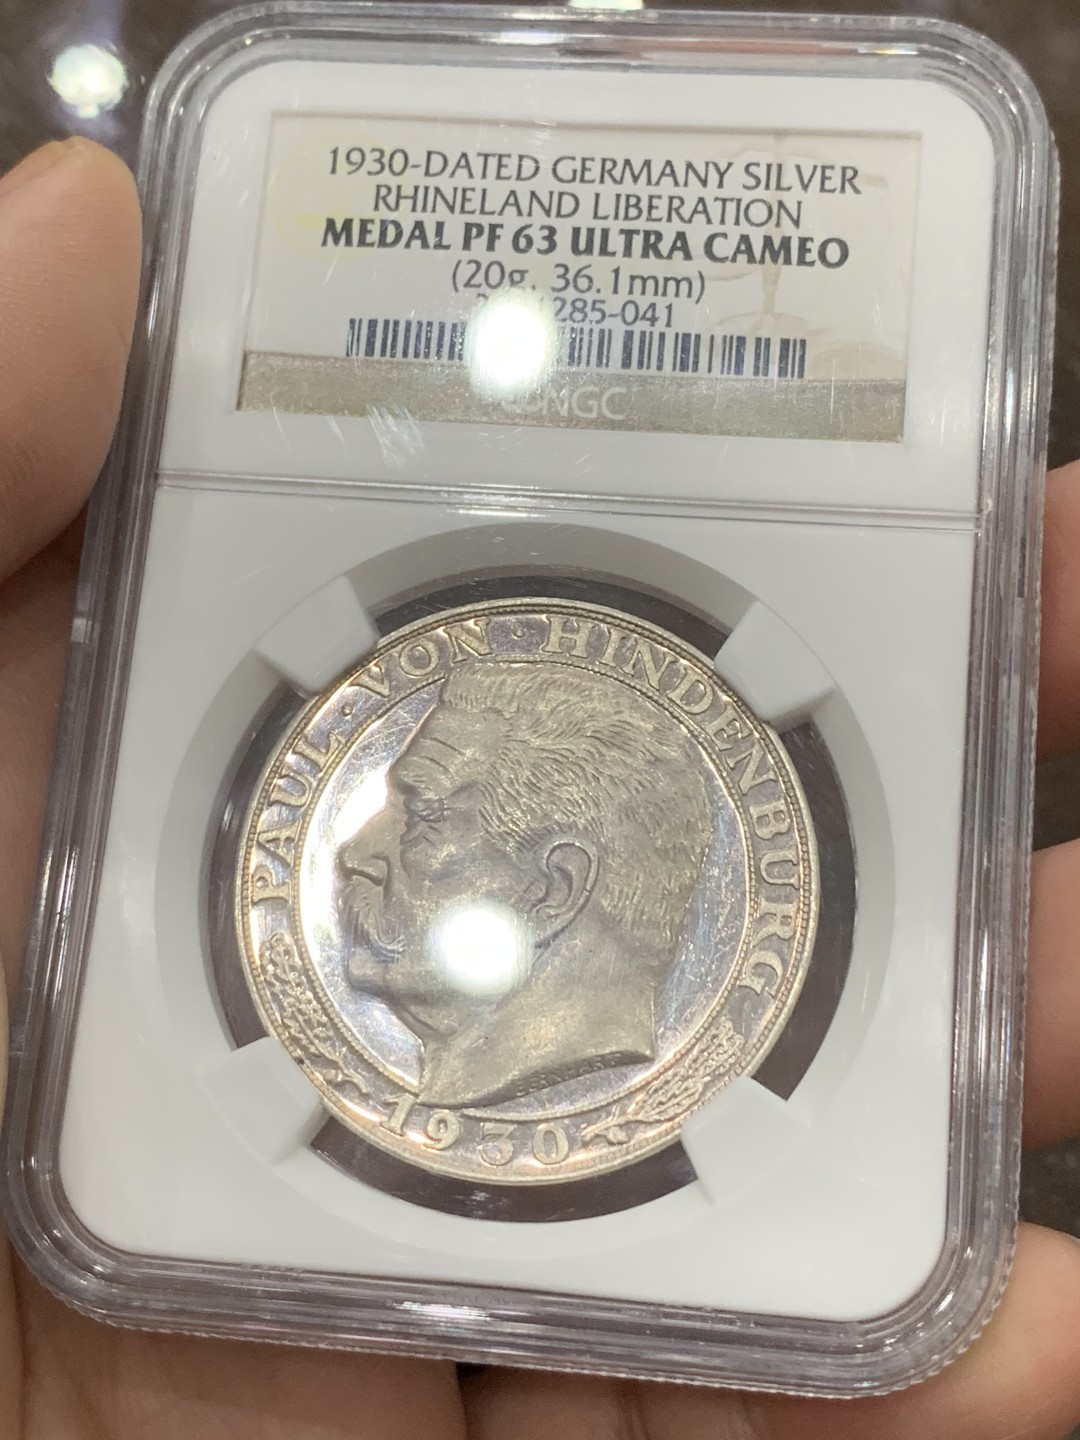 1930-DATED GERMANY SILVER
RHINELAND LIBERATION
MEDAL PF 63 ULTRA CAMEO
(20g, 36.1mm)
285-041
NGC
PAUL · VON · HINDENBURG
BERNHART
1930